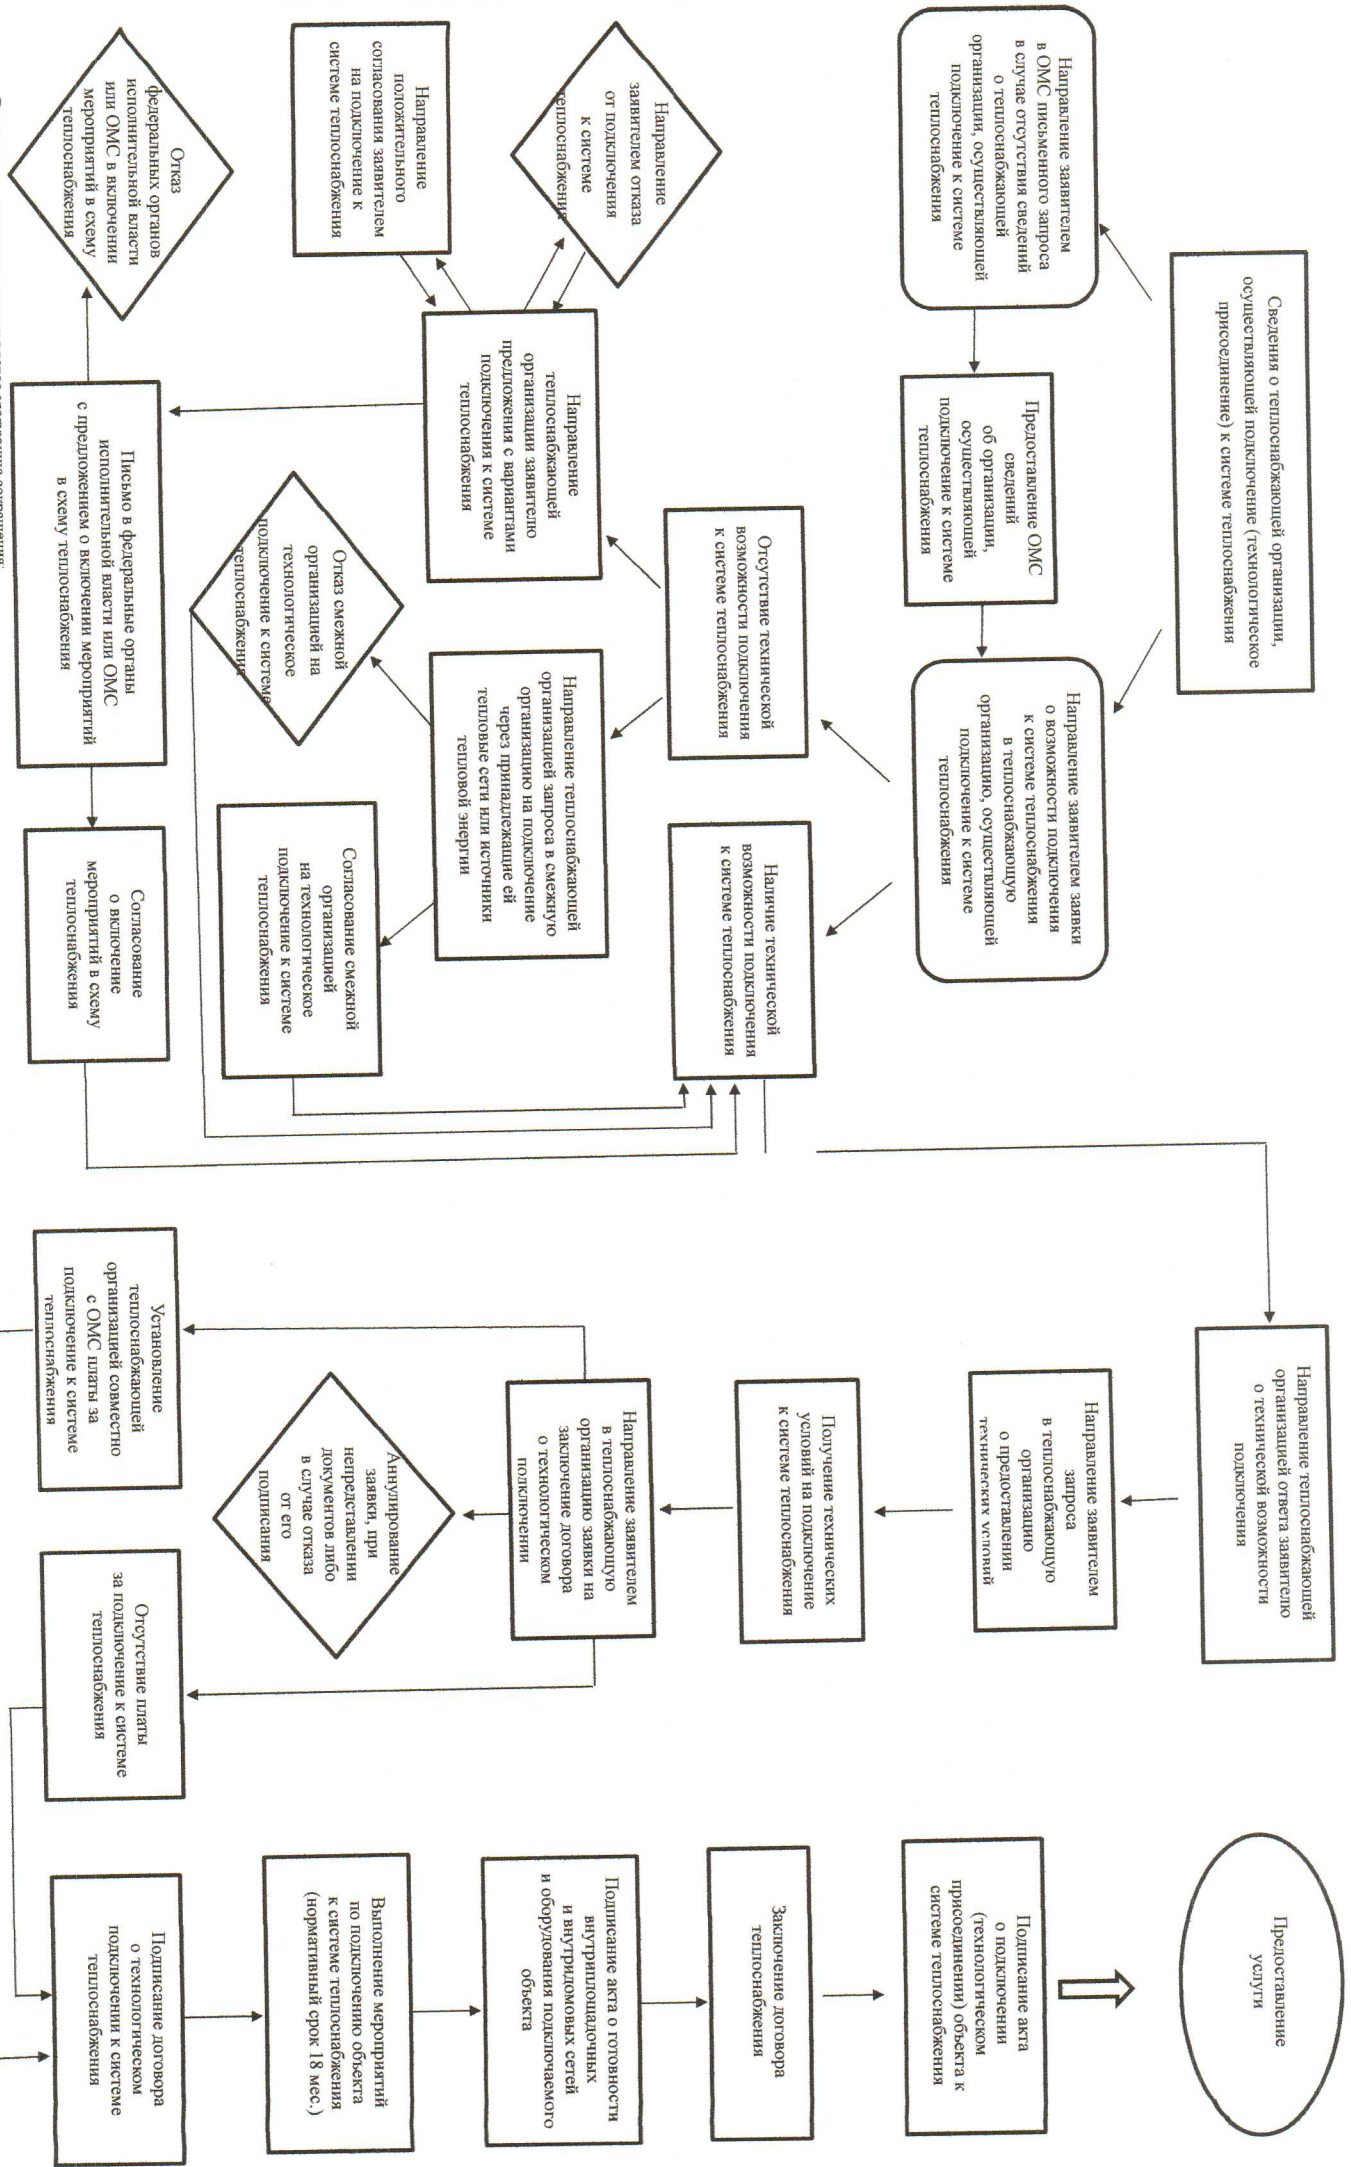 Сведения о теплоснабжающей организации,
осуществляющей подключение (технологическое
присоединение) к системе теплоснабжения
Направление заявителем
в ОМС письменного запроса
в случае отсутствия сведений
о теплоснабжающей
организации, осуществляющей
подключение к системе
теплоснабжения
Предоставление ОМС
сведений
об организации,
осуществляющей
подключение к системе
теплоснабжения
Направление заявителем заявки
о возможности подключения
к системе теплоснабжения
в теплоснабжающую
организацию, осуществляющей
подключение к системе
теплоснабжения
Отсутствие технической
возможности подключения
к системе теплоснабжения
Наличие технической
возможности подключения
к системе теплоснабжения
Направление
заявителем отказа
от подключения
к системе
теплоснабжения
Направление
положительного
согласования заявителем
на подключение к
системе теплоснабжения
Направление
теплоснабжающей
организации заявителю
предложения с вариантами
подключения к системе
теплоснабжения
Направление теплоснабжающей
организацией запроса в смежную
организацию на подключение
через принадлежащие ей
тепловые сети или источники
тепловой энергии
Отказ смежной
организацией на
технологическое
подключение к системе
теплоснабжения
Согласование смежной
организацией
на технологическое
подключение к системе
теплоснабжения
Отказ
федеральных органов
исполнительной власти
или ОМС в включении
мероприятий в схему
теплоснабжения
Письмо в федеральные органы
исполнительной власти или ОМС
с предложением о включении мероприятий
в схему теплоснабжения
Согласование
о включение
мероприятий в схему
теплоснабжения
Направление теплоснабжающей
организацией ответа заявителю
о технической возможности
подключения
Направление заявителем
запроса
в теплоснабжающую
организацию
о предоставлении
технических условий
Получение технических
условий на подключение
к системе теплоснабжения
Направление заявителем
в теплоснабжающую
организацию заявки на
заключение договора
о технологическом
подключении
Аннулирование
заявки, при
непредставлении
документов либо
в случае отказа
от его
подписания
Установление
теплоснабжающей
организацией совместно
с ОМС платы за
подключение к системе
теплоснабжения
Отсутствие платы
за подключение к системе
теплоснабжения
Подписание договора
о технологическом
подключении к системе
теплоснабжения
Выполнение мероприятий
по подключению объекта
к системе теплоснабжения
(нормативный срок 18 мес.)
Подписание акта о готовности
внутриплощадочных
и внутридомовых сетей
и оборудования подключаемого
объекта
Заключение договора
теплоснабжения
Подписание акта
о подключении
(технологическом
присоединении) объекта к
системе теплоснабжения
Предоставление
услуги